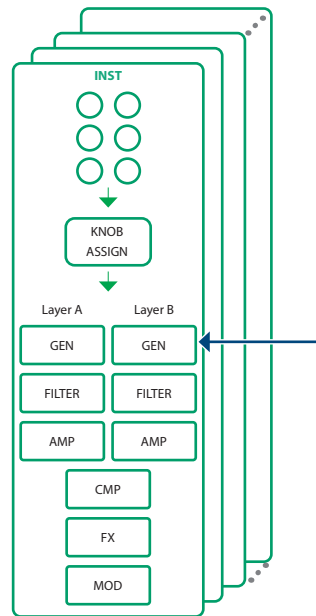 INST
KNOB
ASSIGN
Layer A Layer B
GEN GEN
FILTER FILTER
AMP AMP
CMP
FX
MOD